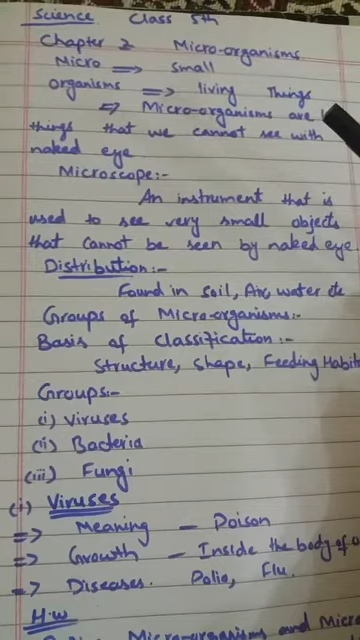 Science Class 5th
Chapter 2 Micro-organisms
Micro ⇒ Small
organisms ⇒ living Things
⇒ Micro-organisms are
things that we cannot see with
naked eye
Microscope:-
An instrument that is
used to see very small objects
that cannot be seen by naked eye.
Distribution:-
Found in Soil, Air, water etc
Groups of Micro-organisms:-
Basis of classification:-
Structure, Shape, Feeding Habit
Groups:-
(i) Viruses
(ii) Bacteria
(iii) Fungi
(i) Viruses
⇒ Meaning - Poison
⇒ Growth - Inside the body of
⇒ Diseases. Polio, Flu.
H.w
Micro-organisms and Micro